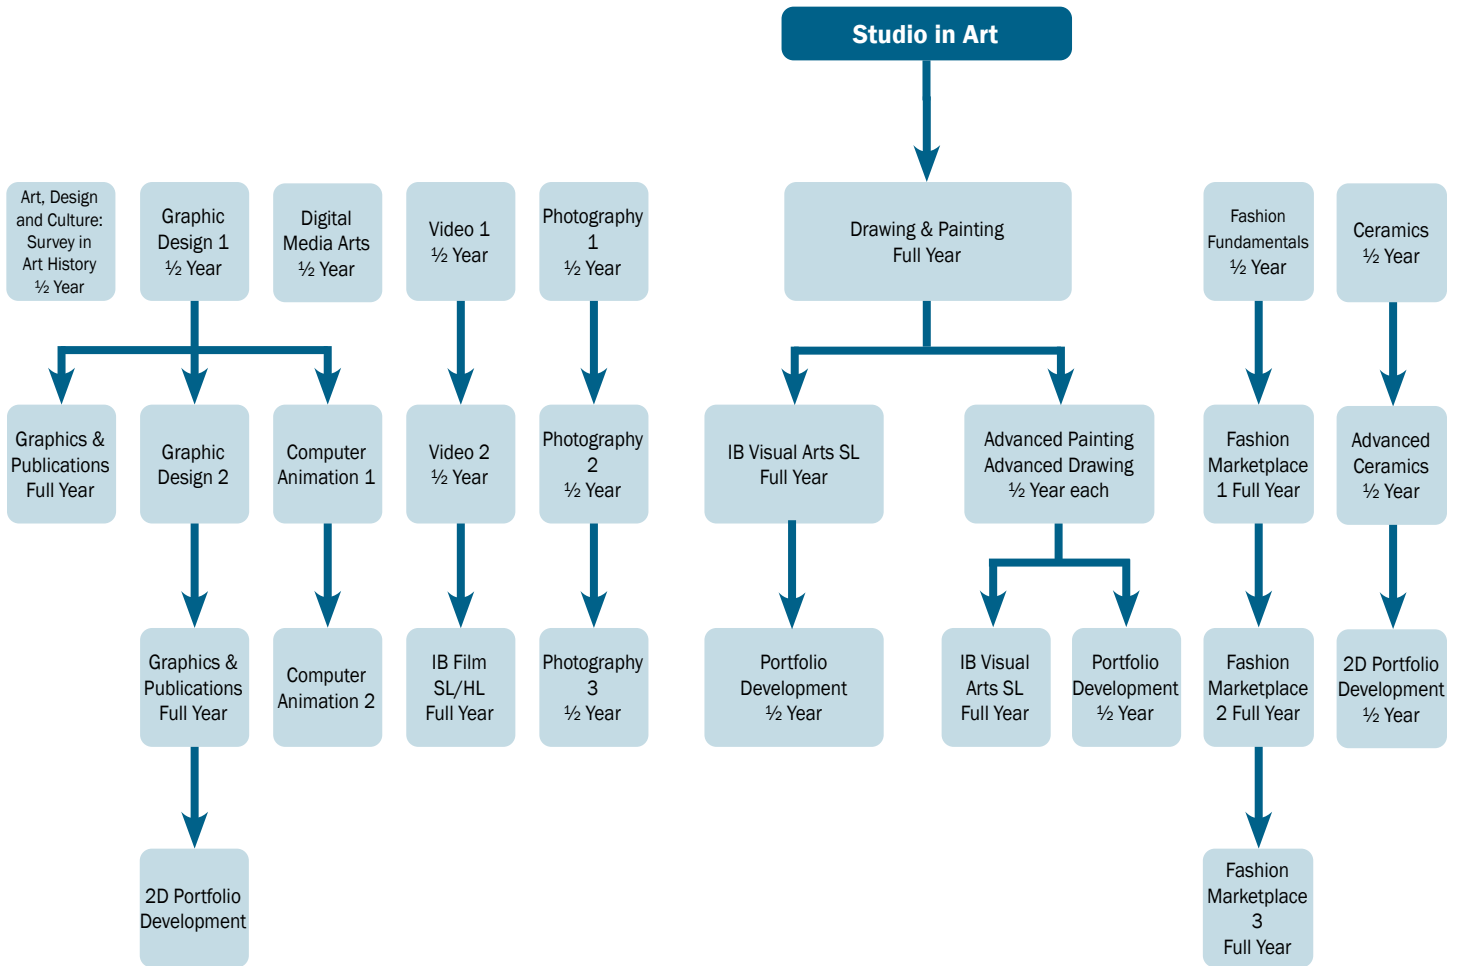 Studio in Art
Art, Design
and Culture:
Survey in
Art History
½ Year
Graphic
Design 1
½ Year
Digital
Media Arts
½ Year
Video 1
½ Year
Photography
1
½ Year
Drawing & Painting
Full Year
Fashion
Fundamentals
½ Year
Ceramics
½ Year
Graphics &
Publications
Full Year
Graphic
Design 2
Computer
Animation 1
Video 2
½ Year
Photography
2
½ Year
IB Visual Arts SL
Full Year
Advanced Painting
Advanced Drawing
½ Year each
Fashion
Marketplace
1 Full Year
Advanced
Ceramics
½ Year
Graphics &
Publications
Full Year
Computer
Animation 2
IB Film
SL/HL
Full Year
Photography
3
½ Year
Portfolio
Development
½ Year
IB Visual
Arts SL
Full Year
Portfolio
Development
½ Year
Fashion
Marketplace
2 Full Year
2D Portfolio
Development
½ Year
2D Portfolio
Development
Fashion
Marketplace
3
Full Year